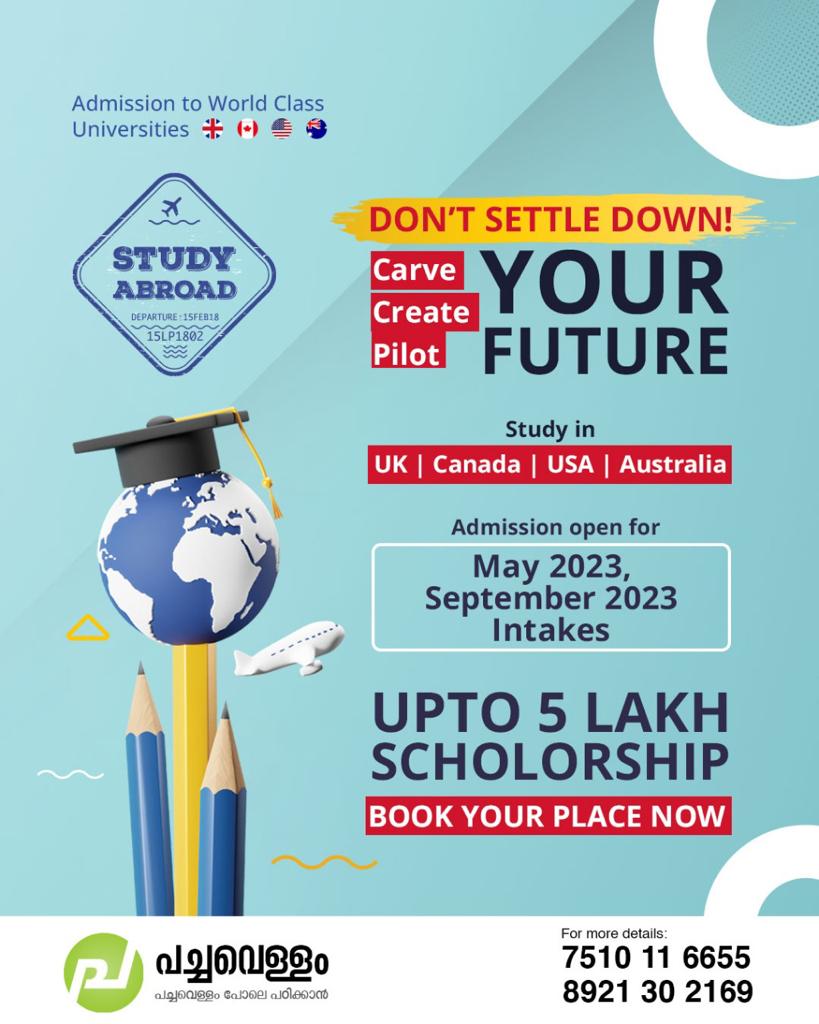 Admission to World Class
Universities
STUDY
ABROAD
DEPARTURE:15FEB18
15LP1802
DON'T SETTLE DOWN!
Carve
Create
Pilot
YOUR
FUTURE
Study in
UK | Canada | USA | Australia
Admission open for
May 2023,
September 2023
Intakes
UPTO 5 LAKH
SCHOLORSHIP
BOOK YOUR PLACE NOW
പച്ചവെള്ളം
പച്ചവെള്ളം പോലെ പഠിക്കാൻ
For more details:
7510 11 6655
8921 30 2169